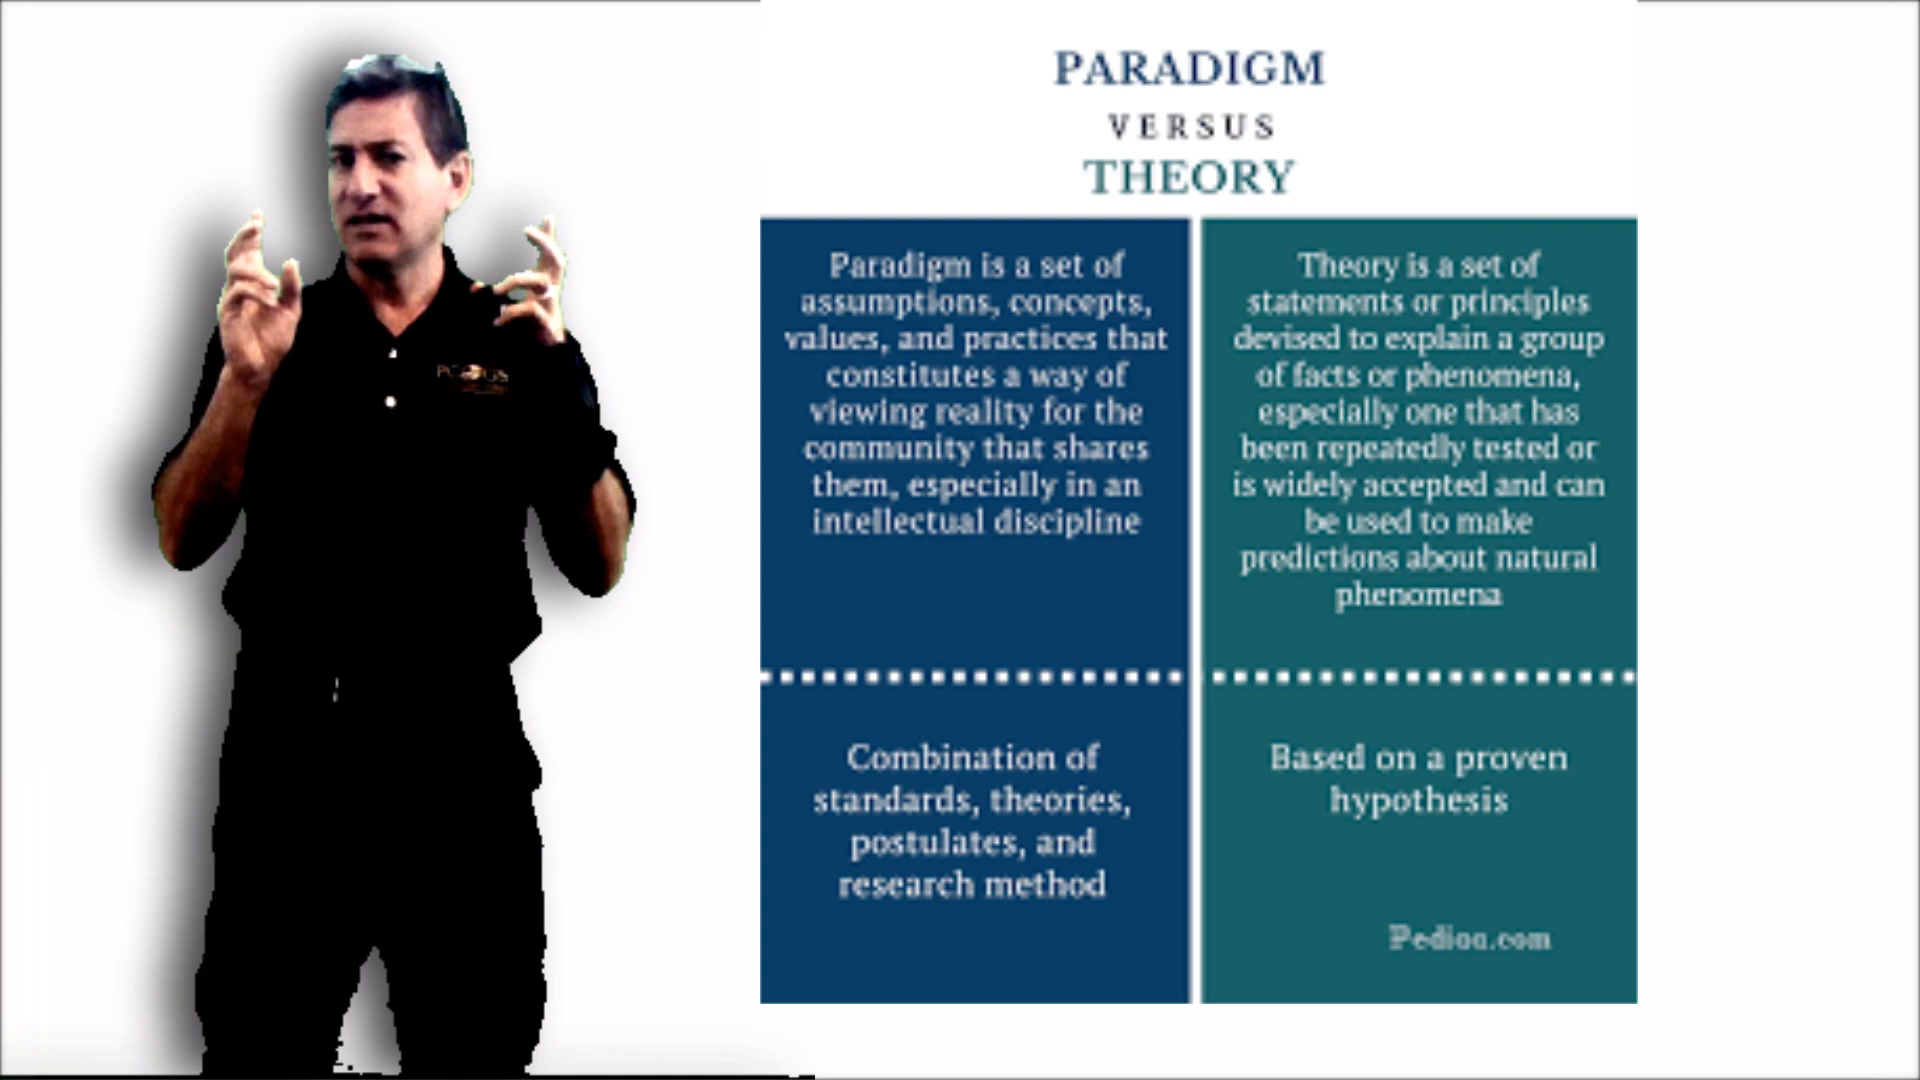 PARADIGM
VERSUS
THEORY
Paradigm is a set of
assumptions, concepts,
values, and practices that
constitutes a way of
viewing reality for the
community that shares
them, especially in an
intellectual discipline
Combination of
standards, theories,
postulates, and
research method
Theory is a set of
statements or principles
devised to explain a group
of facts or phenomena,
especially one that has
been repeatedly tested or
is widely accepted and can
be used to make
predictions about natural
phenomena
Based on a proven
hypothesis
Pediaa.com